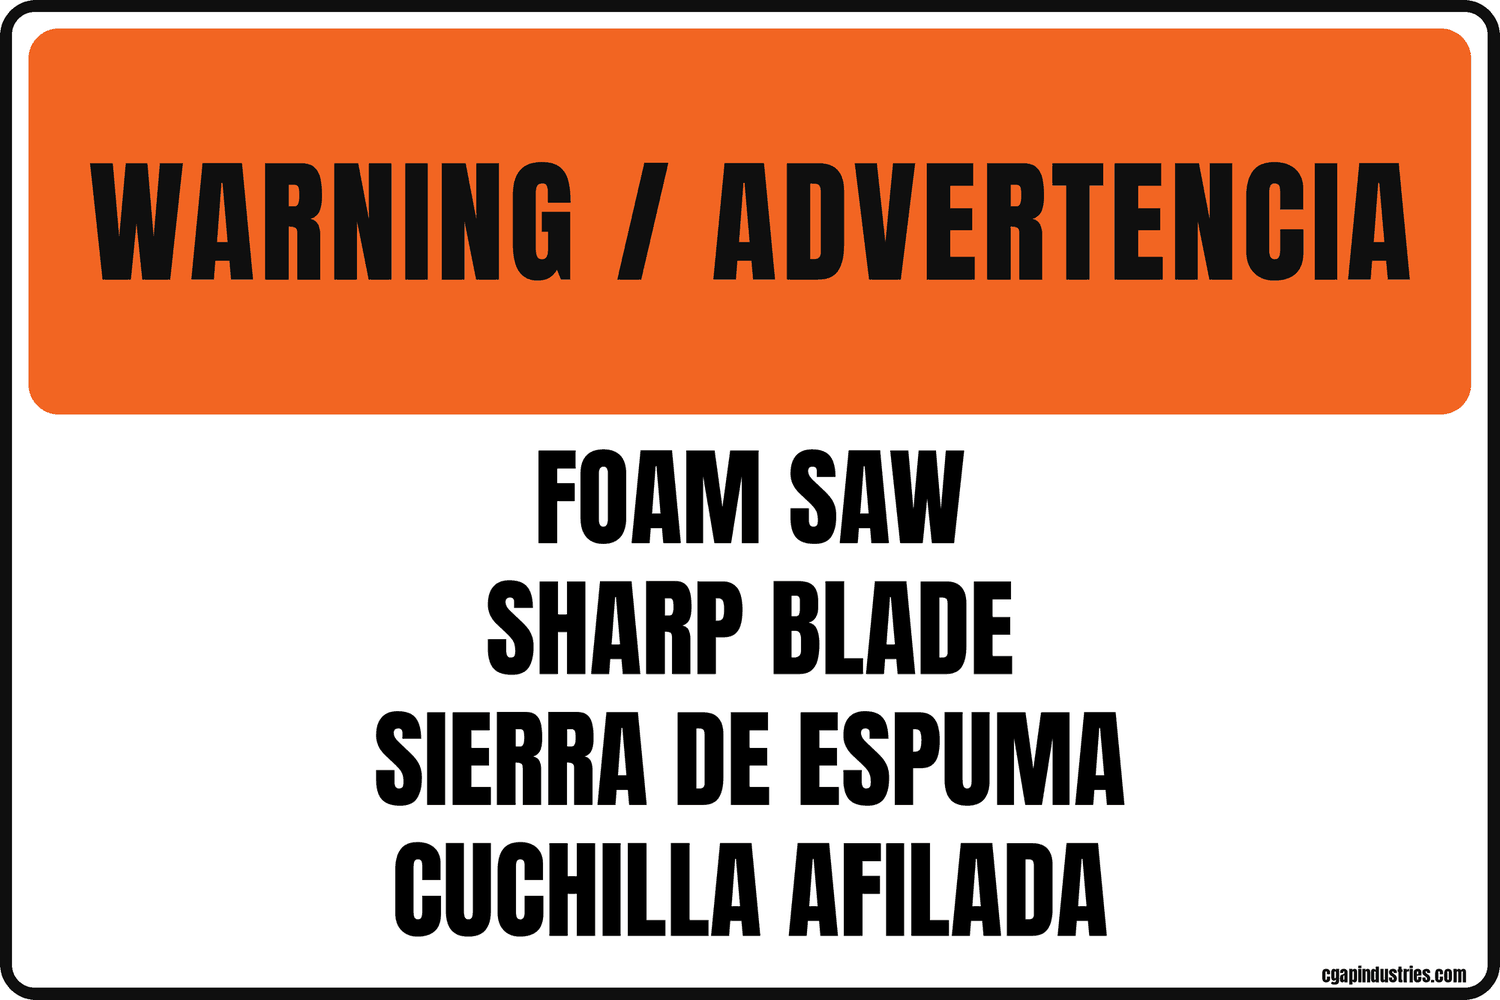 WARNING / ADVERTENCIA
FOAM SAW
SHARP BLADE
SIERRA DE ESPUMA
CUCHILLA AFILADA
cgapindustries.com